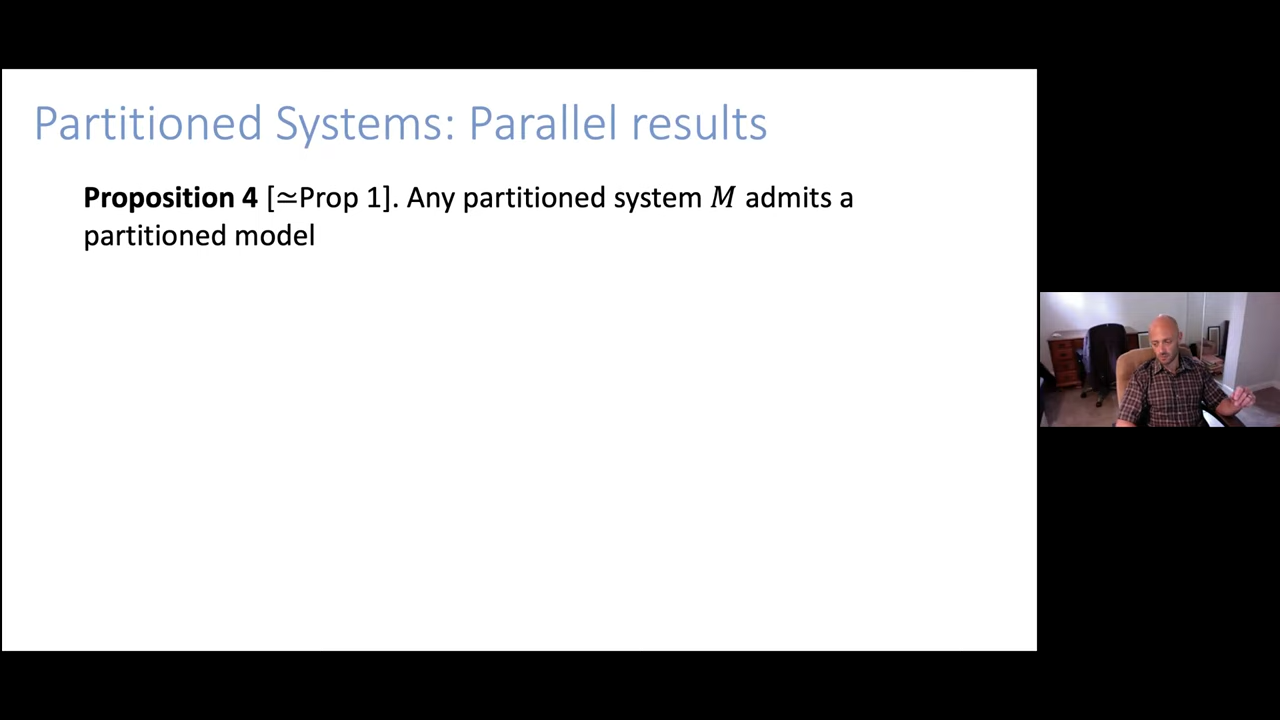 Partitioned Systems: Parallel results
Proposition 4 [≃Prop 1]. Any partitioned system M admits a
partitioned model